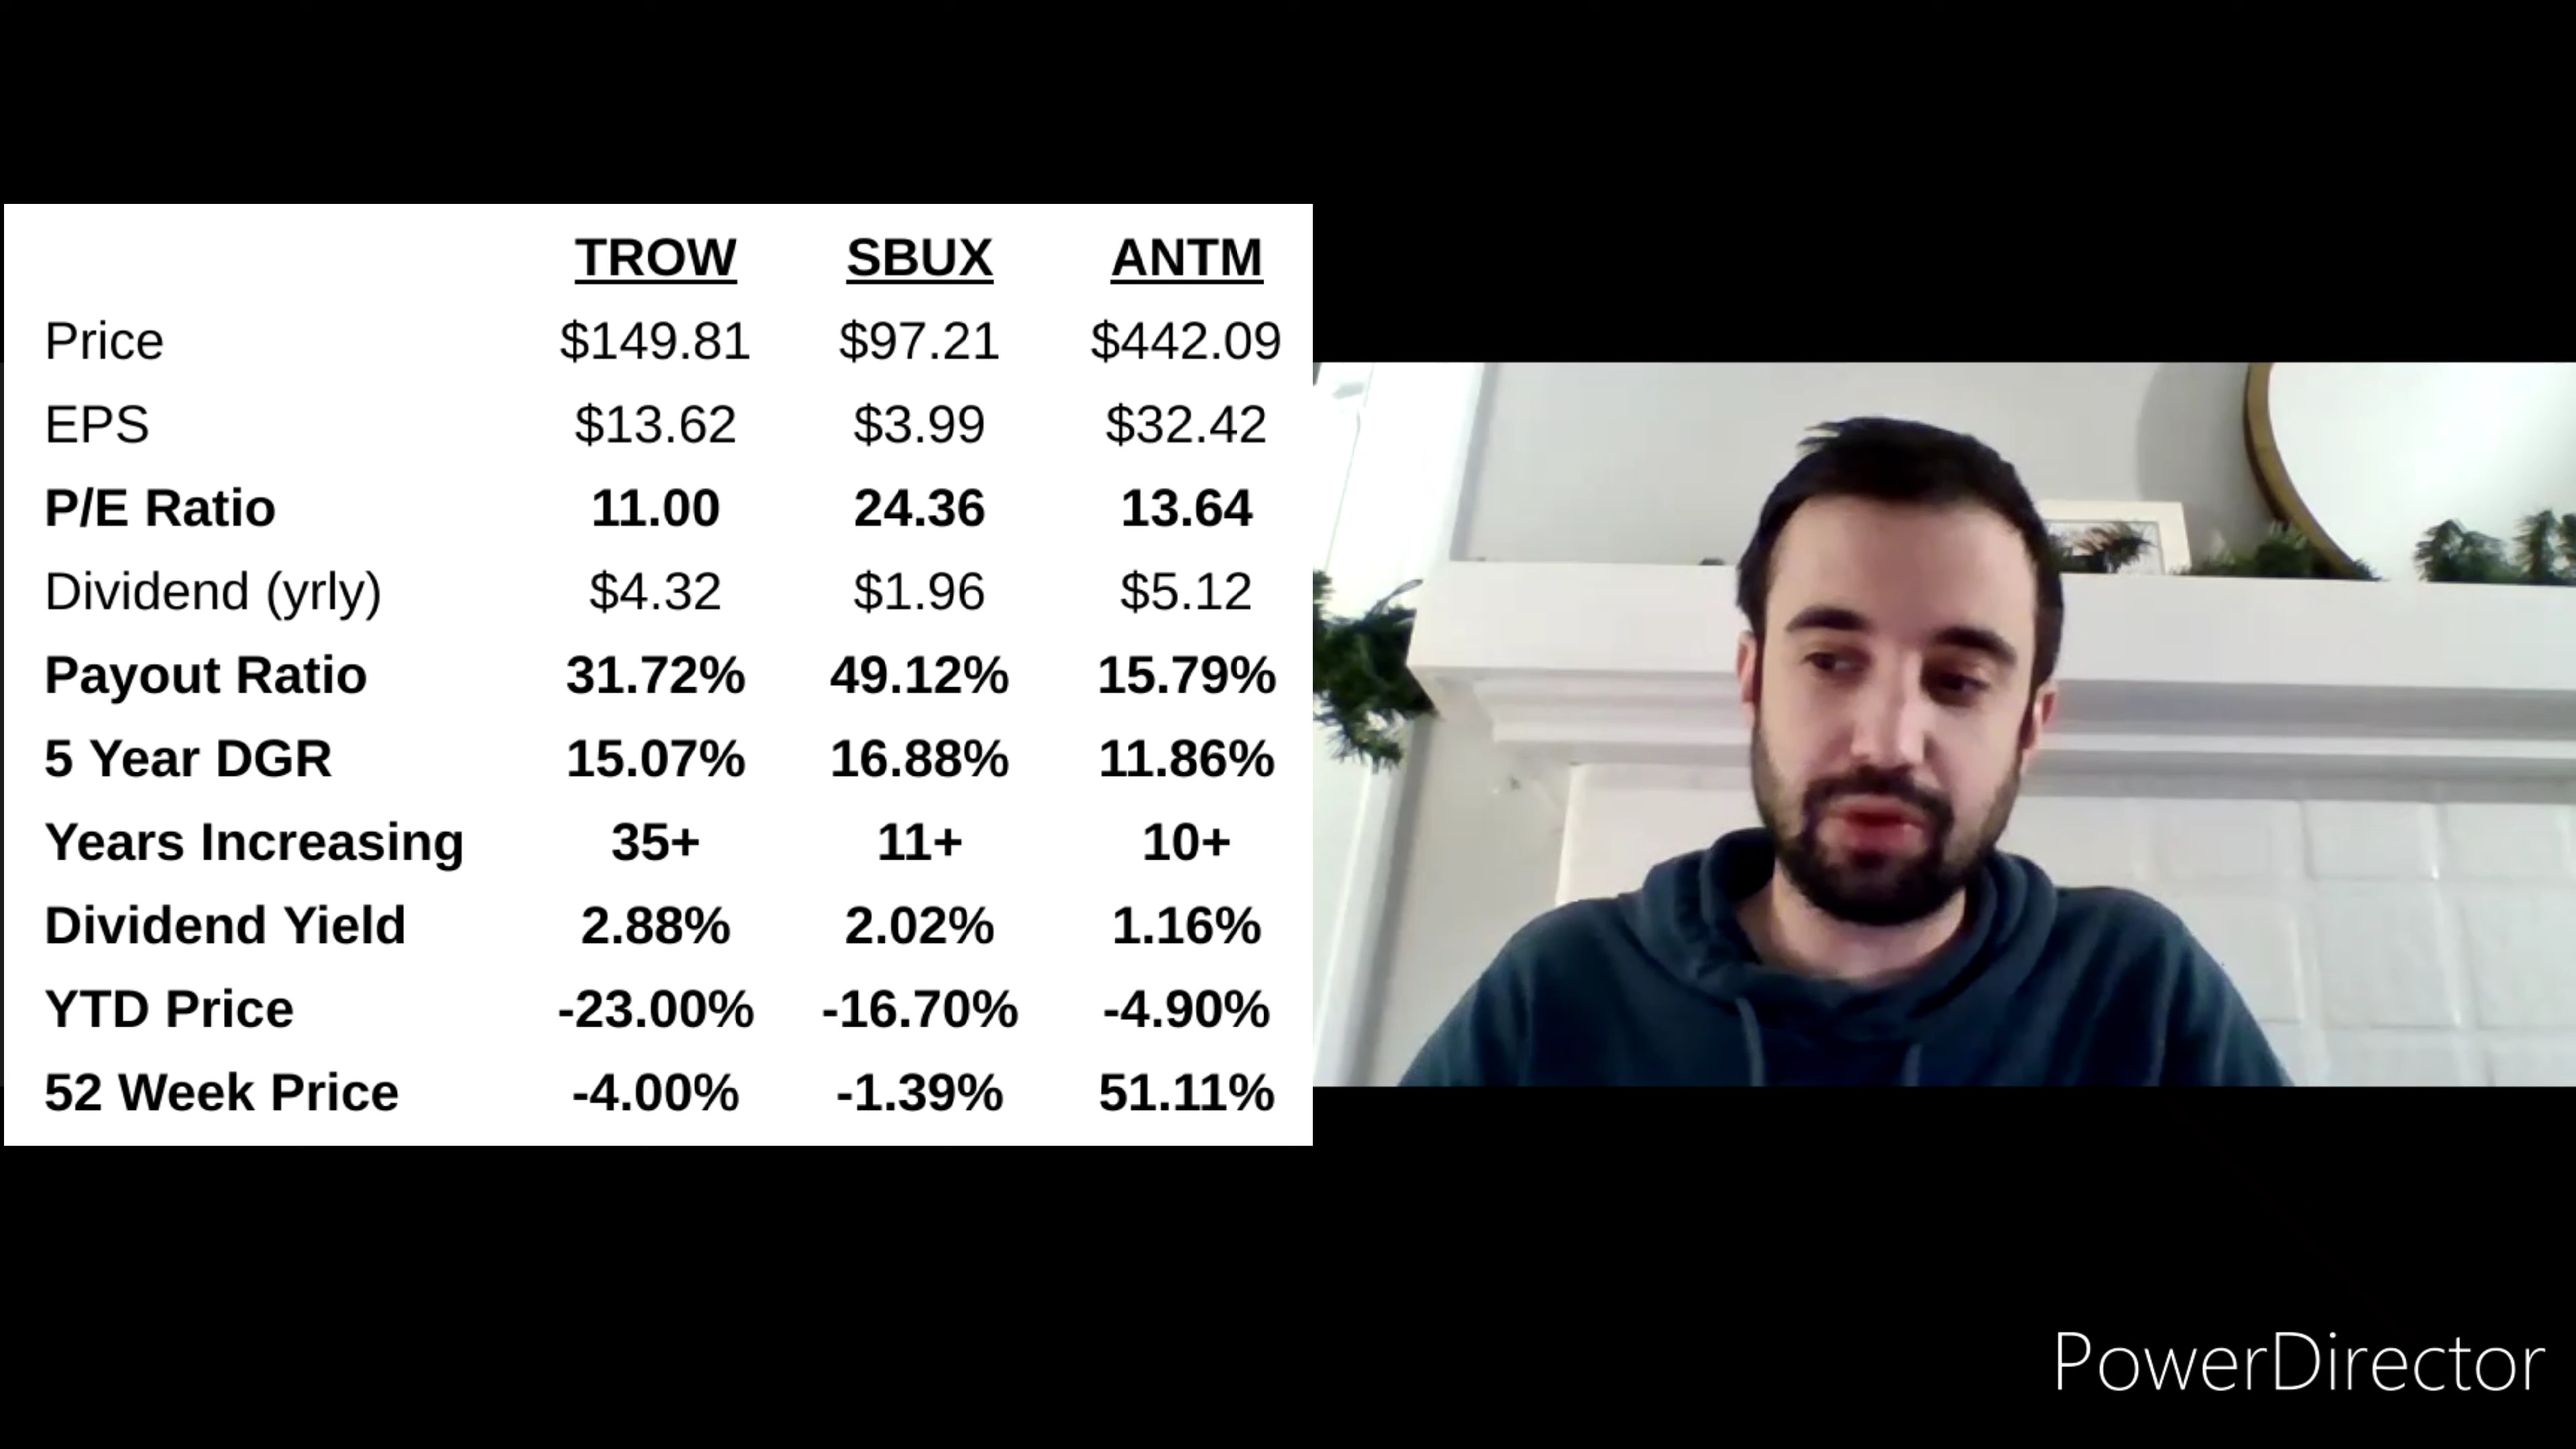 TROW SBUX ANTM
Price $149.81 $97.21 $442.09
EPS $13.62 $3.99 $32.42
P/E Ratio 11.00 24.36 13.64
Dividend (yrly) $4.32 $1.96 $5.12
Payout Ratio 31.72% 49.12% 15.79%
5 Year DGR 15.07% 16.88% 11.86%
Years Increasing 35+ 11+ 10+
Dividend Yield 2.88% 2.02% 1.16%
YTD Price -23.00% -16.70% -4.90%
52 Week Price -4.00% -1.39% 51.11%
PowerDirector